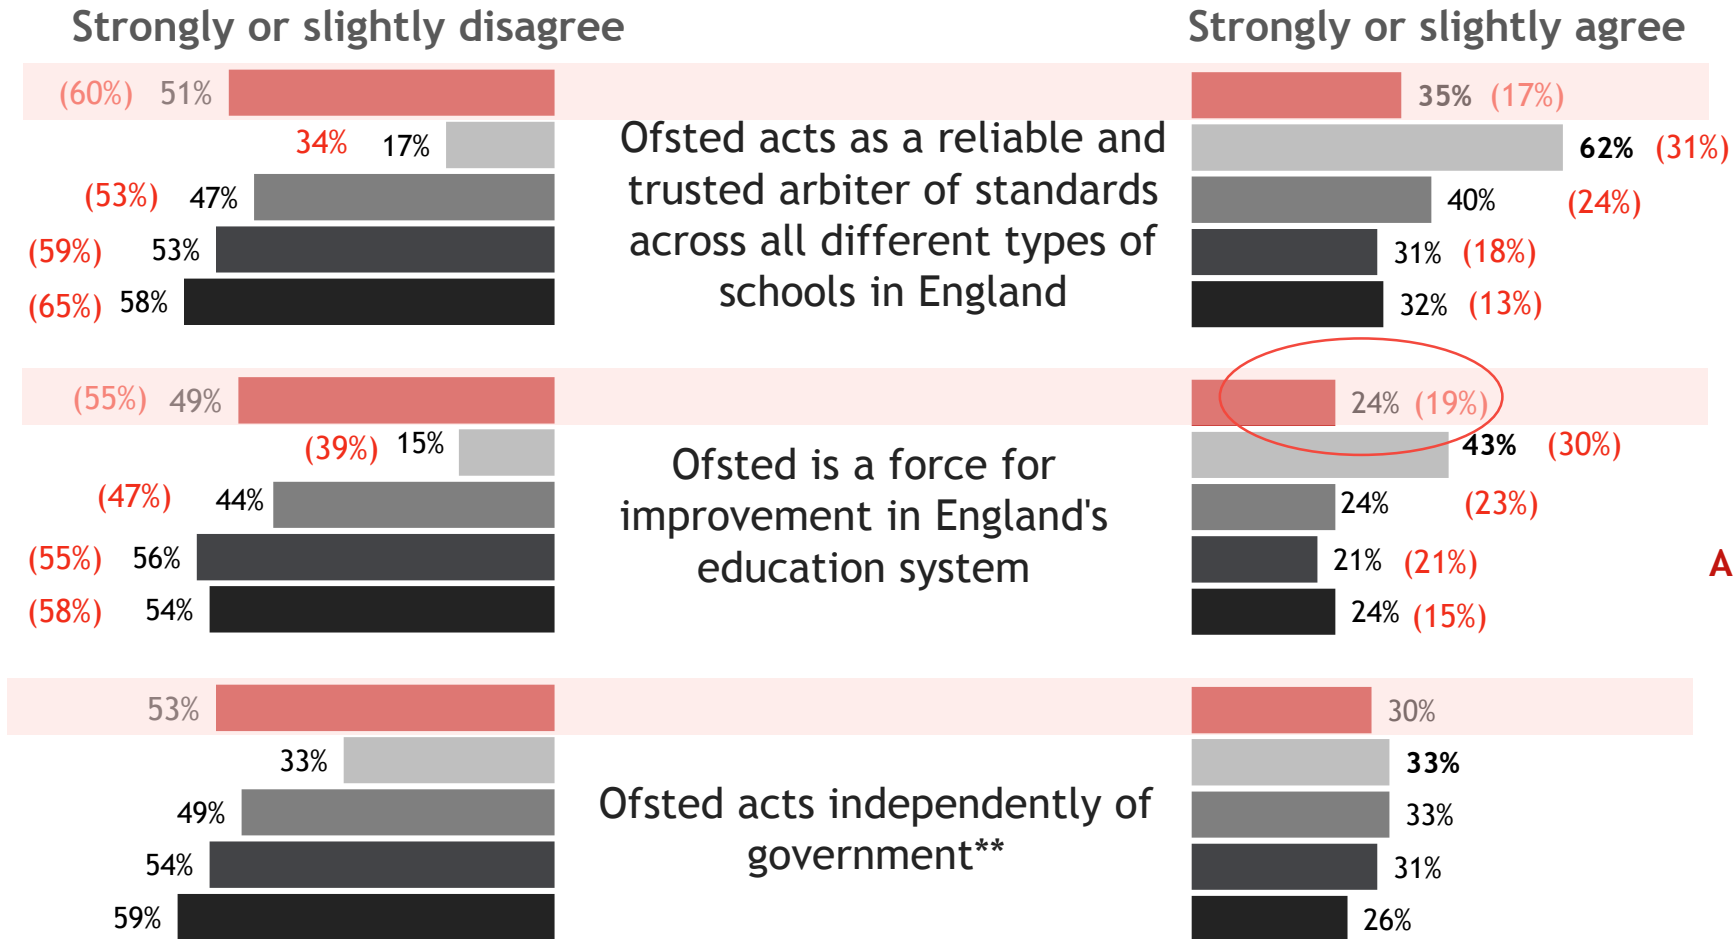 Strongly or slightly disagree
Strongly or slightly agree
(60%) 51%
35% (17%)
34% 17%
62% (31%)
(53%) 47%
40% (24%)
(59%) 53%
31% (18%)
(65%) 58%
32% (13%)
Ofsted acts as a reliable and
trusted arbiter of standards
across all different types of
schools in England
(55%) 49%
24% (19%)
(39%) 15%
43% (30%)
(47%) 44%
24% (23%)
(55%) 56%
21% (21%)
(58%) 54%
24% (15%)
Ofsted is a force for
improvement in England's
education system
A
53%
30%
33%
33%
49%
33%
54%
31%
59%
26%
Ofsted acts independently of
government**